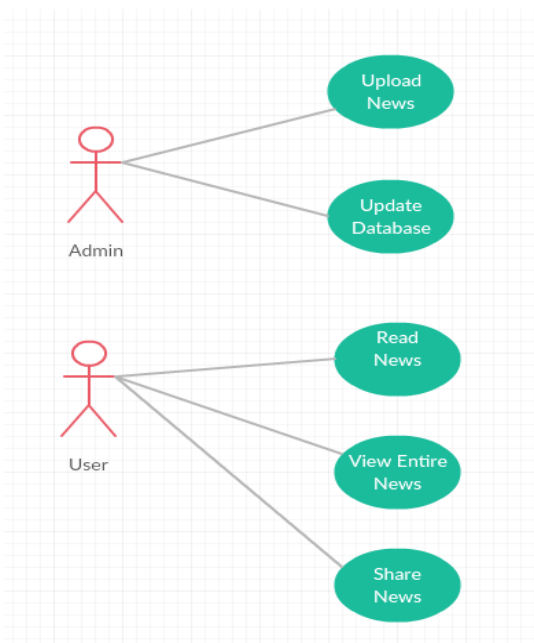 Upload
News
Admin
Update
Database
Read
News
User
View Entire
News
Share
News